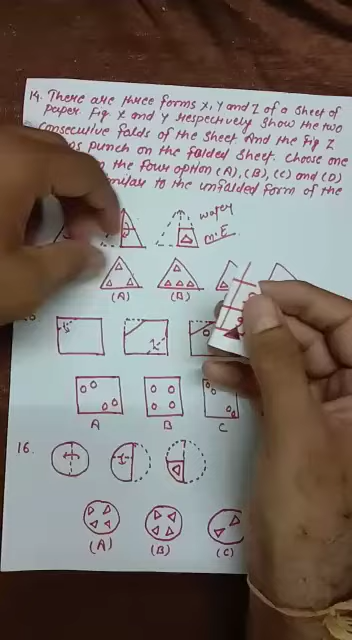 14. There are three forms X, Y and Z of a sheet of
paper. Fig X and Y respectively show the two
consecutive folds of the sheet. And the Fig Z
punch on the folded sheet. Choose one
the four option (A), (B), (C) and (D)
similar to the unfolded form of the
water
M.E
(A) (B)
A B C
16.
(A) (B) (C)